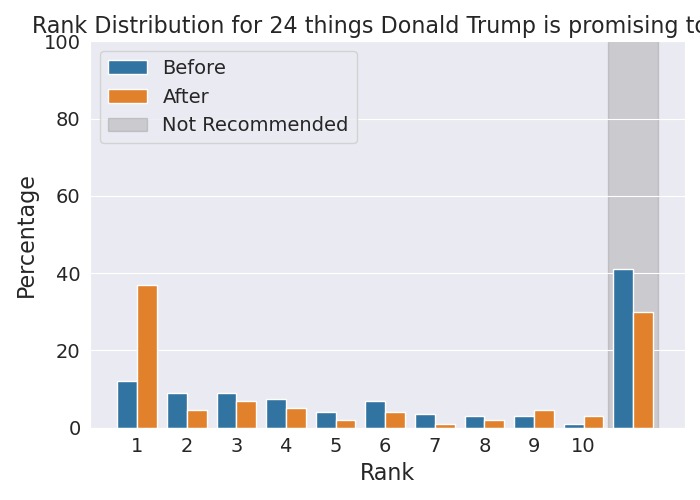 Rank Distribution for 24 things Donald Trump is promising to
100
80
60
40
20
0
Percentage
Before
After
Not Recommended
1 2 3 4 5 6 7 8 9 10
Rank